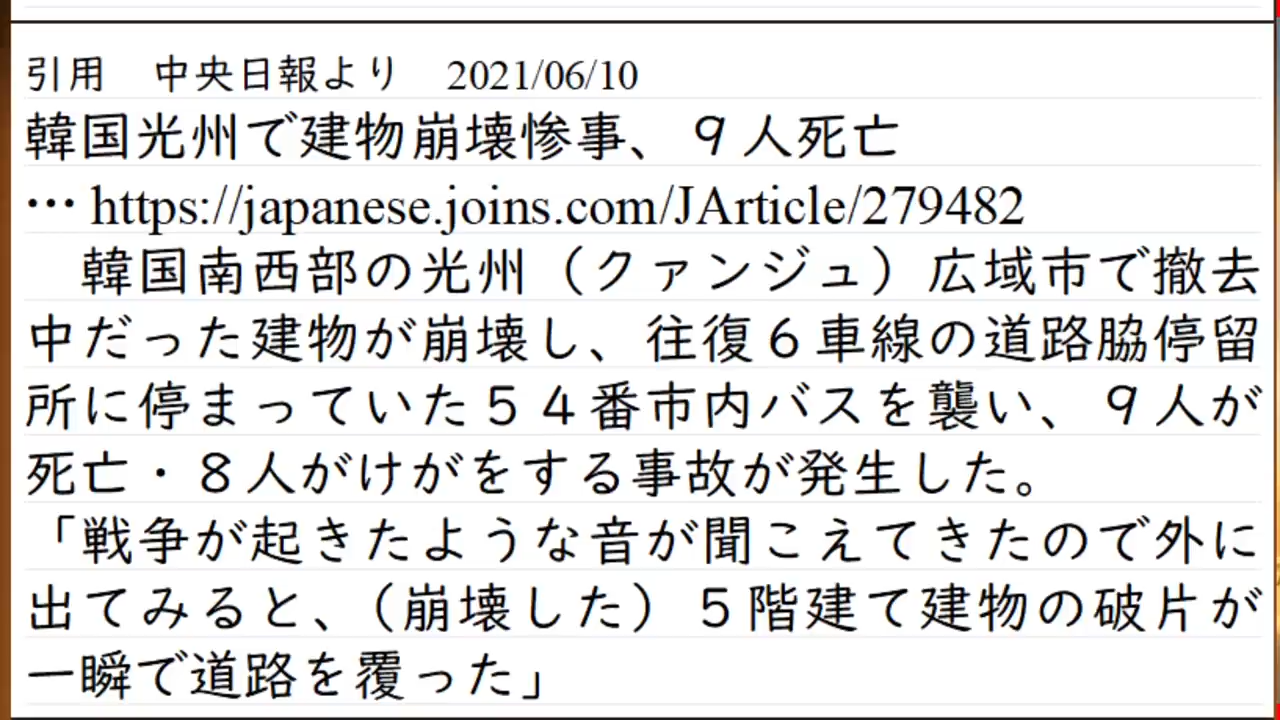 引用　中央日報より　2021/06/10
韓国光州で建物崩壊惨事、９人死亡
… https://japanese.joins.com/JArticle/279482
　韓国南西部の光州（クァンジュ）広域市で撤去
中だった建物が崩壊し、往復６車線の道路脇停留
所に停まっていた５４番市内バスを襲い、９人が
死亡・８人がけがをする事故が発生した。
「戦争が起きたような音が聞こえてきたので外に
出てみると、（崩壊した）５階建て建物の破片が
一瞬で道路を覆った」